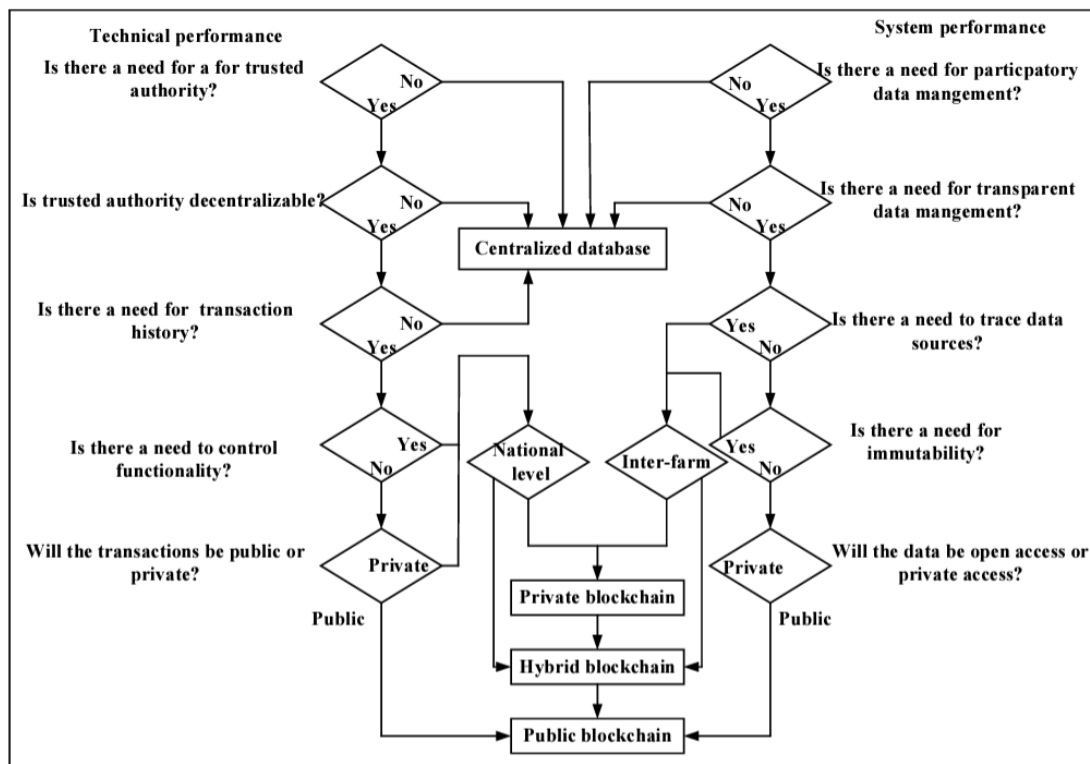 Technical performance
System performance
Is there a need for a for trusted
authority?
No
Yes
No
Yes
Is there a need for particpatory
data mangement?
Is trusted authority decentralizable?
No
Yes
No
Yes
Is there a need for transparent
data mangement?
Centralized database
Is there a need for transaction
history?
No
Yes
Yes
No
Is there a need to trace data
sources?
Is there a need to control
functionality?
Yes
No
National
level
Inter-farm
Yes
No
Is there a need for
immutability?
Will the transactions be public or
private?
Private
Public
Private
Public
Will the data be open access or
private access?
Private blockchain
Hybrid blockchain
Public blockchain